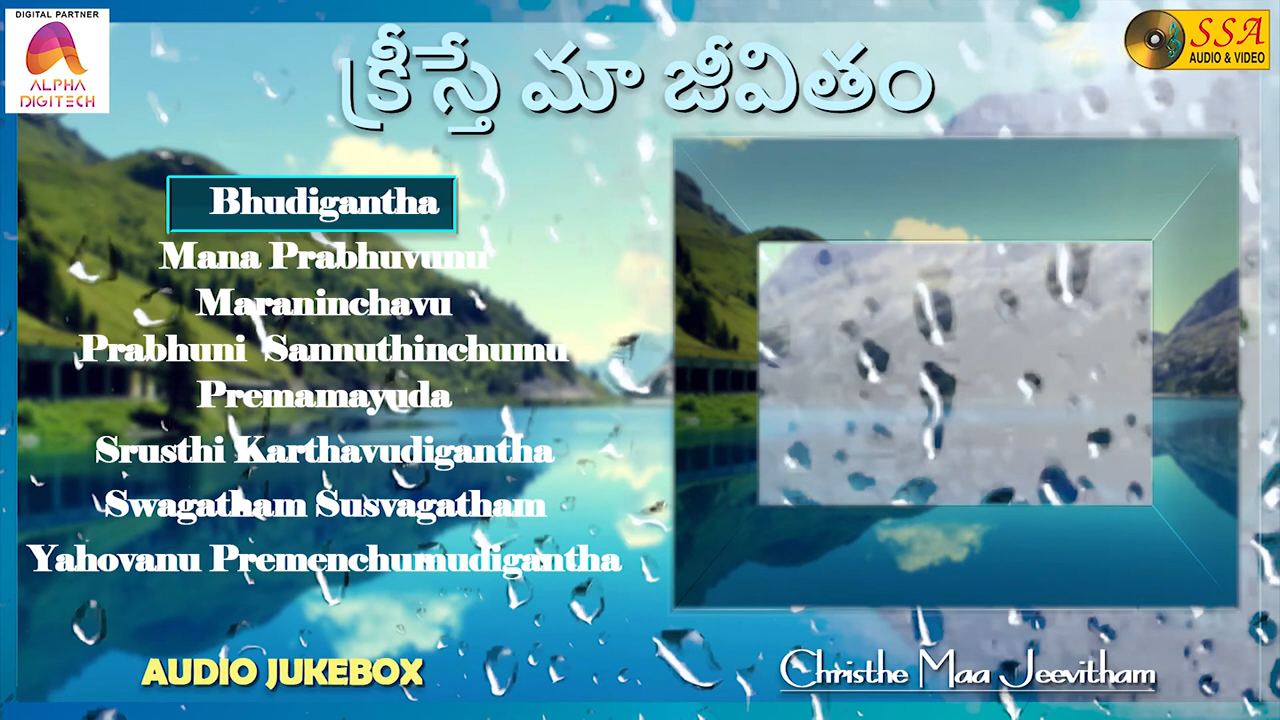 DIGITAL PARTNER
ALPHA
DIGITECH
SSA
AUDIO & VIDEO
క్రీస్తే మా జీవితం
Bhudigantha
Mana Prabhuvunu
Maraninchavu
Prabhuni Sannuthinchumu
Premamayuda
Srusthi Karthavudigantha
Swagatham Susvagatham
Yahovanu Premenchumudigantha
AUDIO JUKEBOX
Christhe Maa Jeevitham